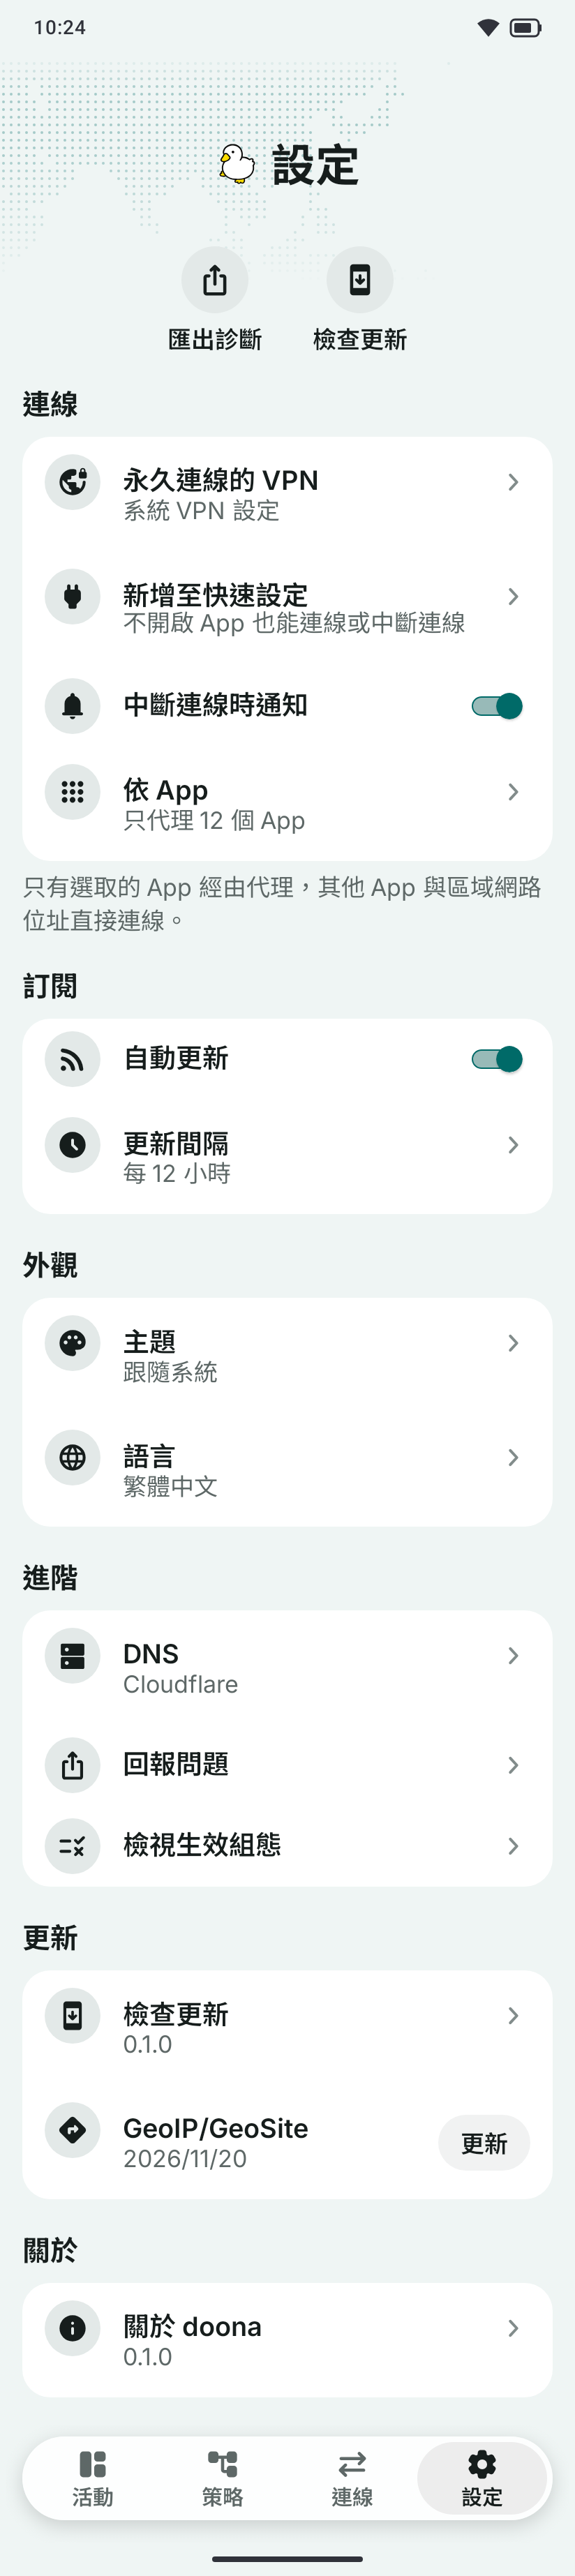 10:24
設定
匯出診斷
檢查更新
連線
永久連線的 VPN
系統 VPN 設定
新增至快速設定
不開啟 App 也能連線或中斷連線
中斷連線時通知
依 App
只代理 12 個 App
只有選取的 App 經由代理，其他 App 與區域網路
位址直接連線。
訂閱
自動更新
更新間隔
每 12 小時
外觀
主題
跟隨系統
語言
繁體中文
進階
DNS
Cloudflare
回報問題
檢視生效組態
更新
檢查更新
0.1.0
GeoIP/GeoSite
2026/11/20
更新
關於
關於 doona
0.1.0
活動
策略
連線
設定